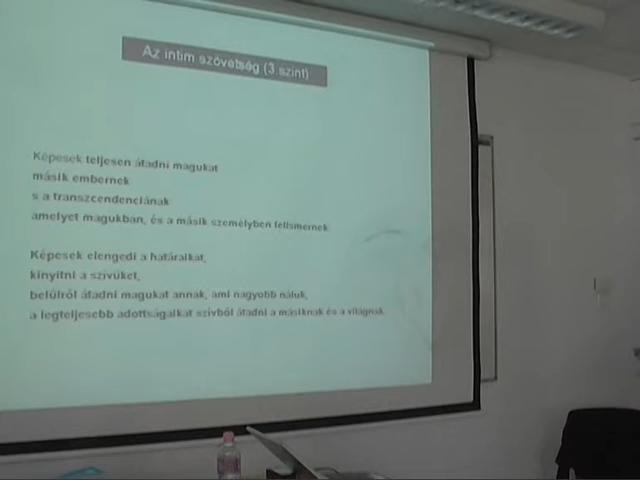 Az intim szövetség (3.szint)
Képesek teljesen átadni magukat
másik embernek
s a transzcendenciának
amelyet magukban, és a másik személyben felismernek
Képesek elengedi a határaikat,
kinyitni a szívüket,
belülről átadni magukat annak, ami nagyobb náluk,
a legteljesebb adottságaikat szívből átadni a másiknak és a világnak